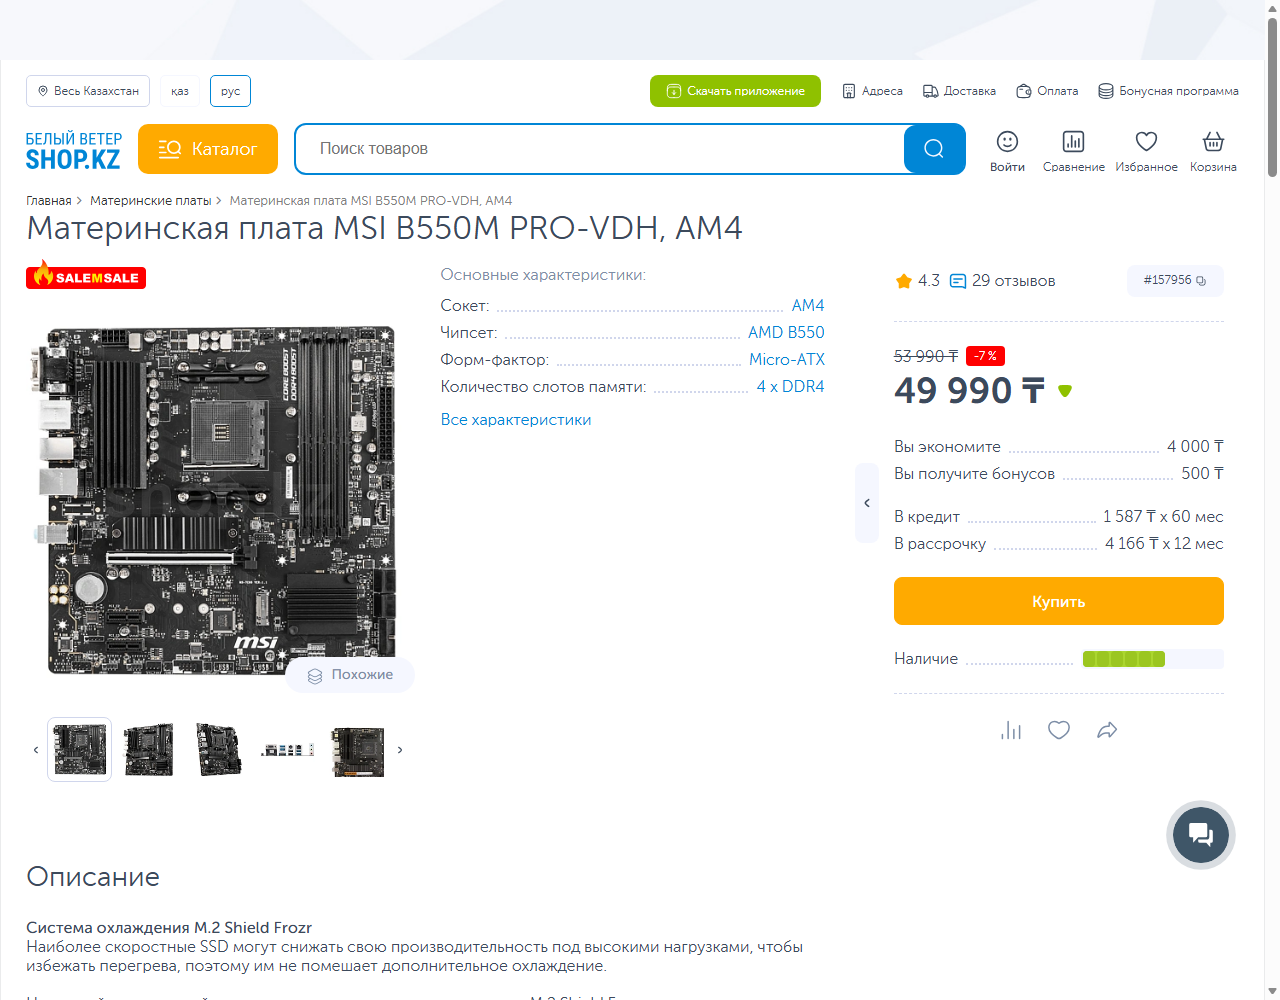 Весь Казахстан
қаз
рус
Скачать приложение
Адреса
Доставка
Оплата
Бонусная программа
БЕЛЫЙ ВЕТЕР
SHOP.KZ
Каталог
Поиск товаров
Войти
Сравнение
Избранное
Корзина
Главная > Материнские платы > Материнская плата MSI B550M PRO-VDH, AM4
Материнская плата MSI B550M PRO-VDH, AM4
SALEMSALE
Основные характеристики:
Сокет: AM4
Чипсет: AMD B550
Форм-фактор: Micro-ATX
Количество слотов памяти: 4 x DDR4
Все характеристики
4.3
29 отзывов
#157956
53 990 ₸ -7 %
49 990 ₸
Вы экономите 4 000 ₸
Вы получите бонусов 500 ₸
В кредит 1 587 ₸ x 60 мес
В рассрочку 4 166 ₸ x 12 мес
Купить
Наличие
CORE BOOST
DDR4 BOOST
shop.kz
msi
Похожие
Описание
Система охлаждения M.2 Shield Frozr
Наиболее скоростные SSD могут снижать свою производительность под высокими нагрузками, чтобы
избежать перегрева, поэтому им не помешает дополнительное охлаждение.